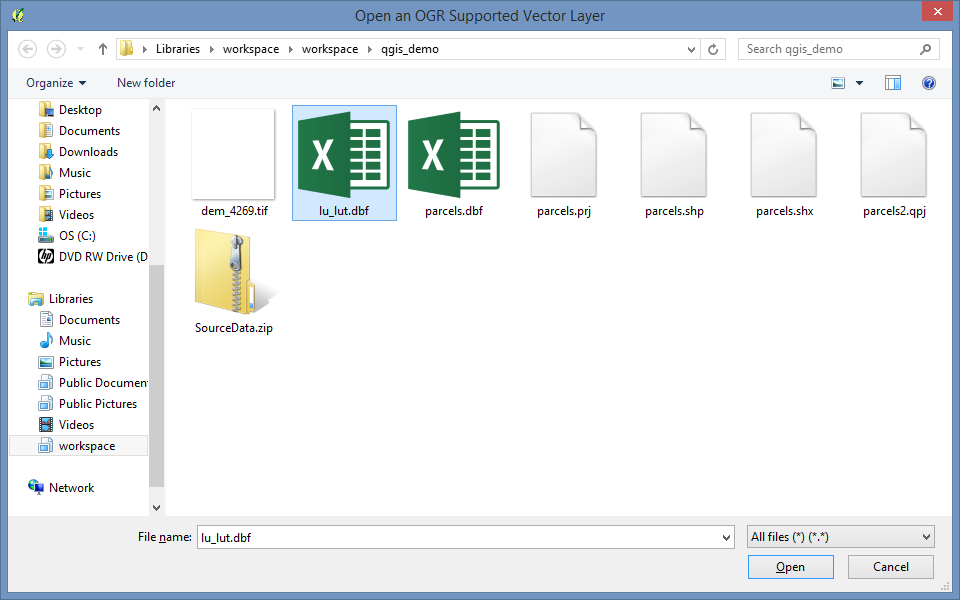 Open an OGR Supported Vector Layer
Libraries workspace workspace qgis_demo
Search qgis_demo
Organize New folder
Desktop
Documents
Downloads
Music
Pictures
Videos
OS (C:)
DVD RW Drive (D
Libraries
Documents
Music
Pictures
Public Documen
Public Pictures
Videos
workspace
Network
dem_4269.tif
lu_lut.dbf
parcels.dbf
parcels.prj
parcels.shp
parcels.shx
parcels2.qpj
SourceData.zip
File name: lu_lut.dbf
All files (*) (*.*)
Open Cancel